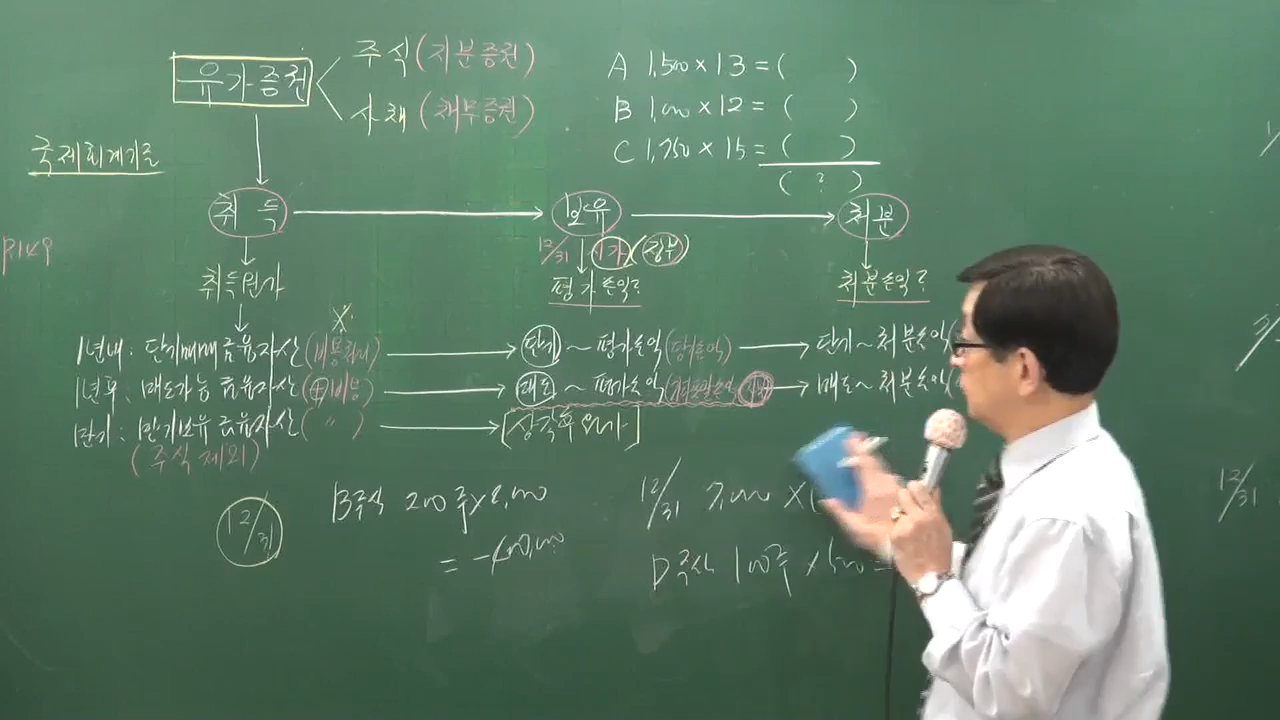 유가증권
주식(지분증권)
사채(채무증권)
A 1,500 × 13 = ( )
B 1,000 × 12 = ( )
C 1,750 × 15 = ( )
( ? )
국제회계기준
P149
취득
보유
처분
12/31
(장부)
취득원가
평가손익?
처분손익?
1년내 : 단기매매금융자산(비용처리)
단기~평가손익(당기손익)
단기~처분손익
1년후 : 매도가능금융자산(+)비용
매도~평가손익
매도~처분손익
만기 : 만기보유금융자산( 〃 )
[상각후원가]
(주식 제외)
12/31
B주식 200주×2,000
= -400,000
12/31
D주식 100주 × 500 =
12/31